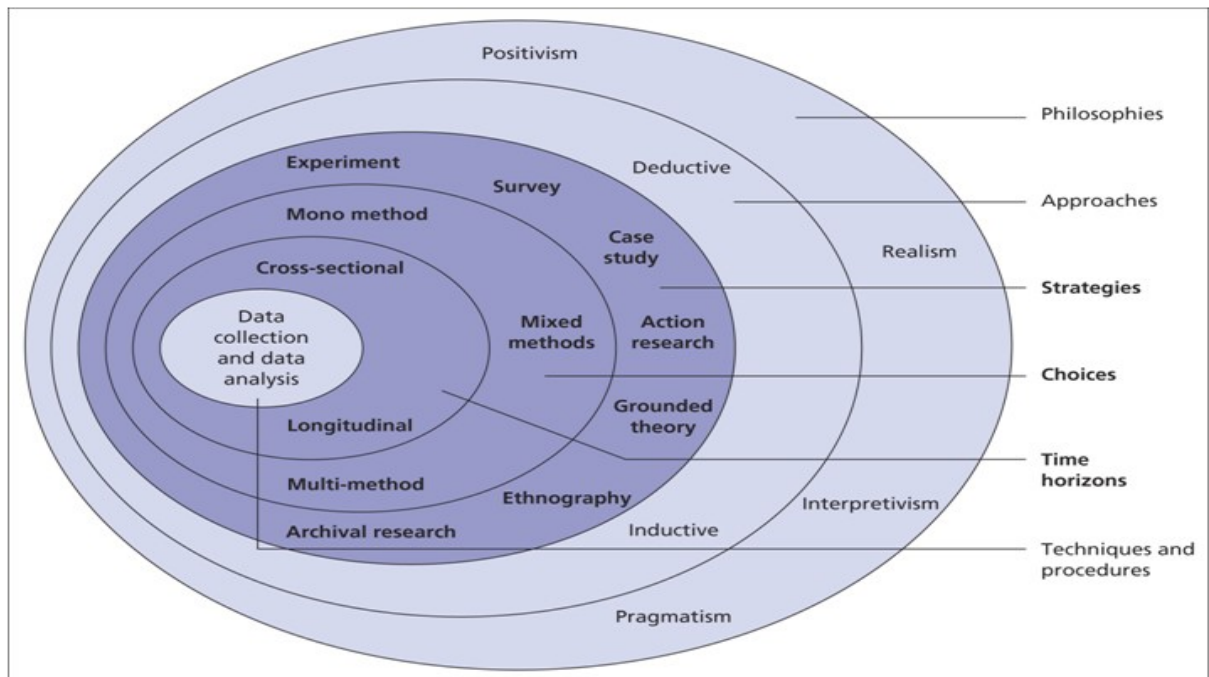 Positivism
Philosophies
Experiment
Deductive
Survey
Approaches
Mono method
Case
study
Realism
Cross-sectional
Strategies
Data
collection
and data
analysis
Mixed
methods
Action
research
Choices
Grounded
theory
Longitudinal
Time
horizons
Multi-method
Ethnography
Interpretivism
Archival research
Inductive
Techniques and
procedures
Pragmatism